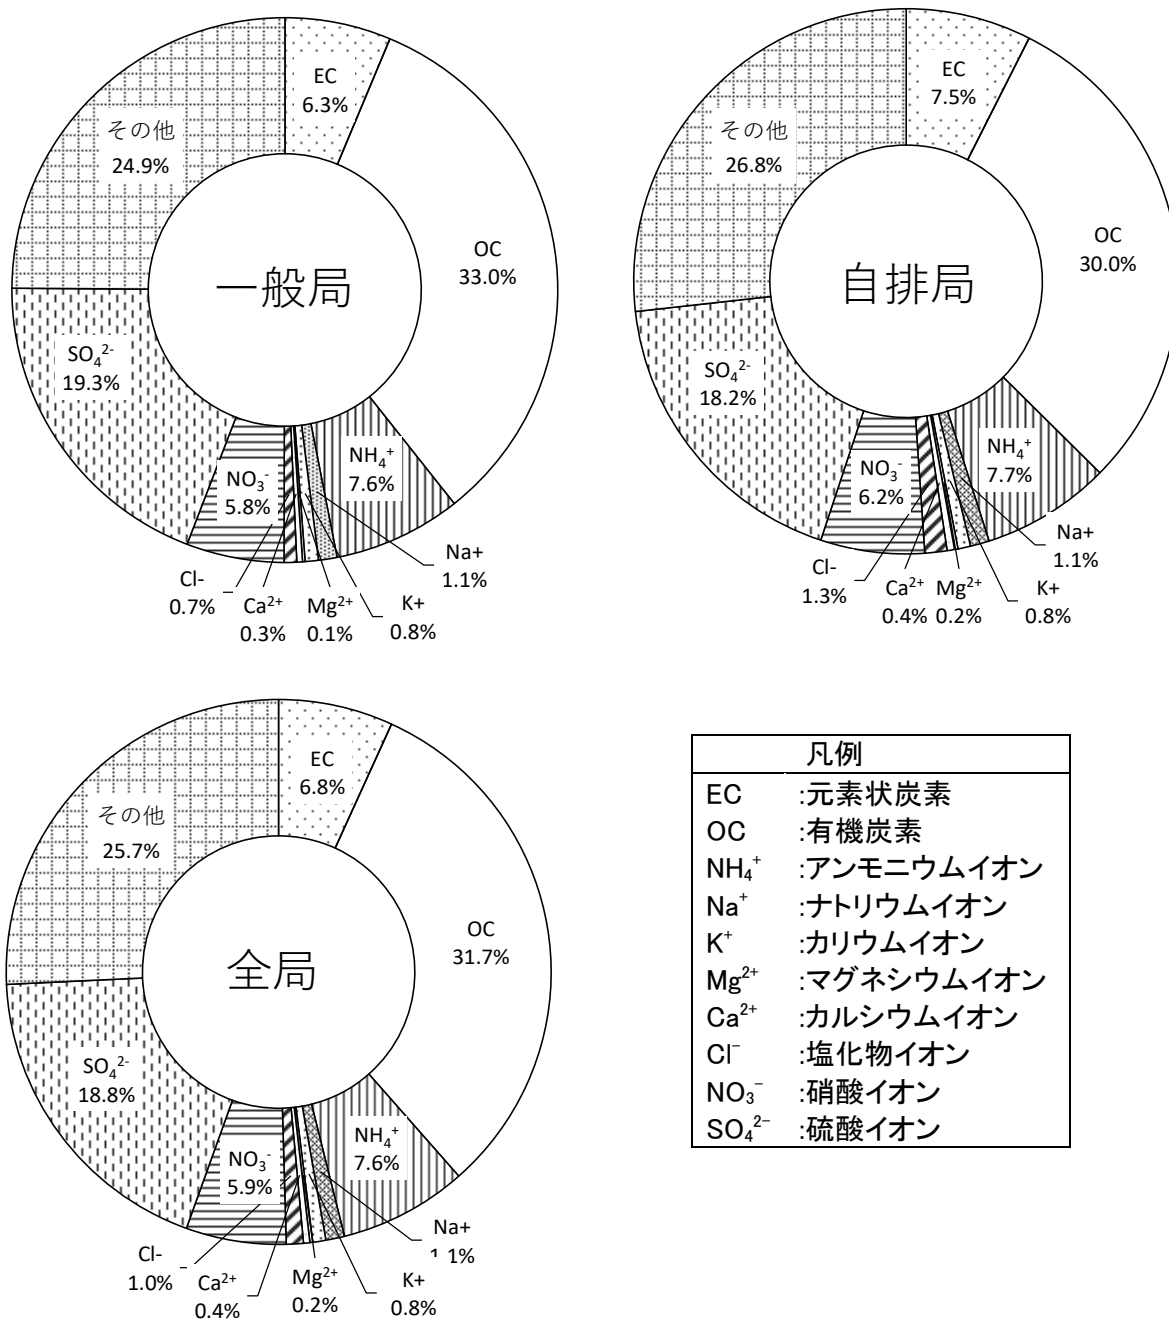 EC
6.3%
OC
33.0%
NH₄⁺
7.6%
Na+
1.1%
K+
0.8%
Mg²⁺
0.1%
Ca²⁺
0.3%
Cl-
0.7%
NO₃⁻
5.8%
SO₄²⁻
19.3%
その他
24.9%
一般局
EC
7.5%
OC
30.0%
NH₄⁺
7.7%
Na+
1.1%
K+
0.8%
Mg²⁺
0.2%
Ca²⁺
0.4%
Cl-
1.3%
NO₃⁻
6.2%
SO₄²⁻
18.2%
その他
26.8%
自排局
EC
6.8%
OC
31.7%
NH₄⁺
7.6%
Na+
1.1%
K+
0.8%
Mg²⁺
0.2%
Ca²⁺
0.4%
Cl-
1.0%
NO₃⁻
5.9%
SO₄²⁻
18.8%
その他
25.7%
全局
凡例
EC :元素状炭素
OC :有機炭素
NH₄⁺ :アンモニウムイオン
Na⁺ :ナトリウムイオン
K⁺ :カリウムイオン
Mg²⁺ :マグネシウムイオン
Ca²⁺ :カルシウムイオン
Cl⁻ :塩化物イオン
NO₃⁻ :硝酸イオン
SO₄²⁻ :硫酸イオン